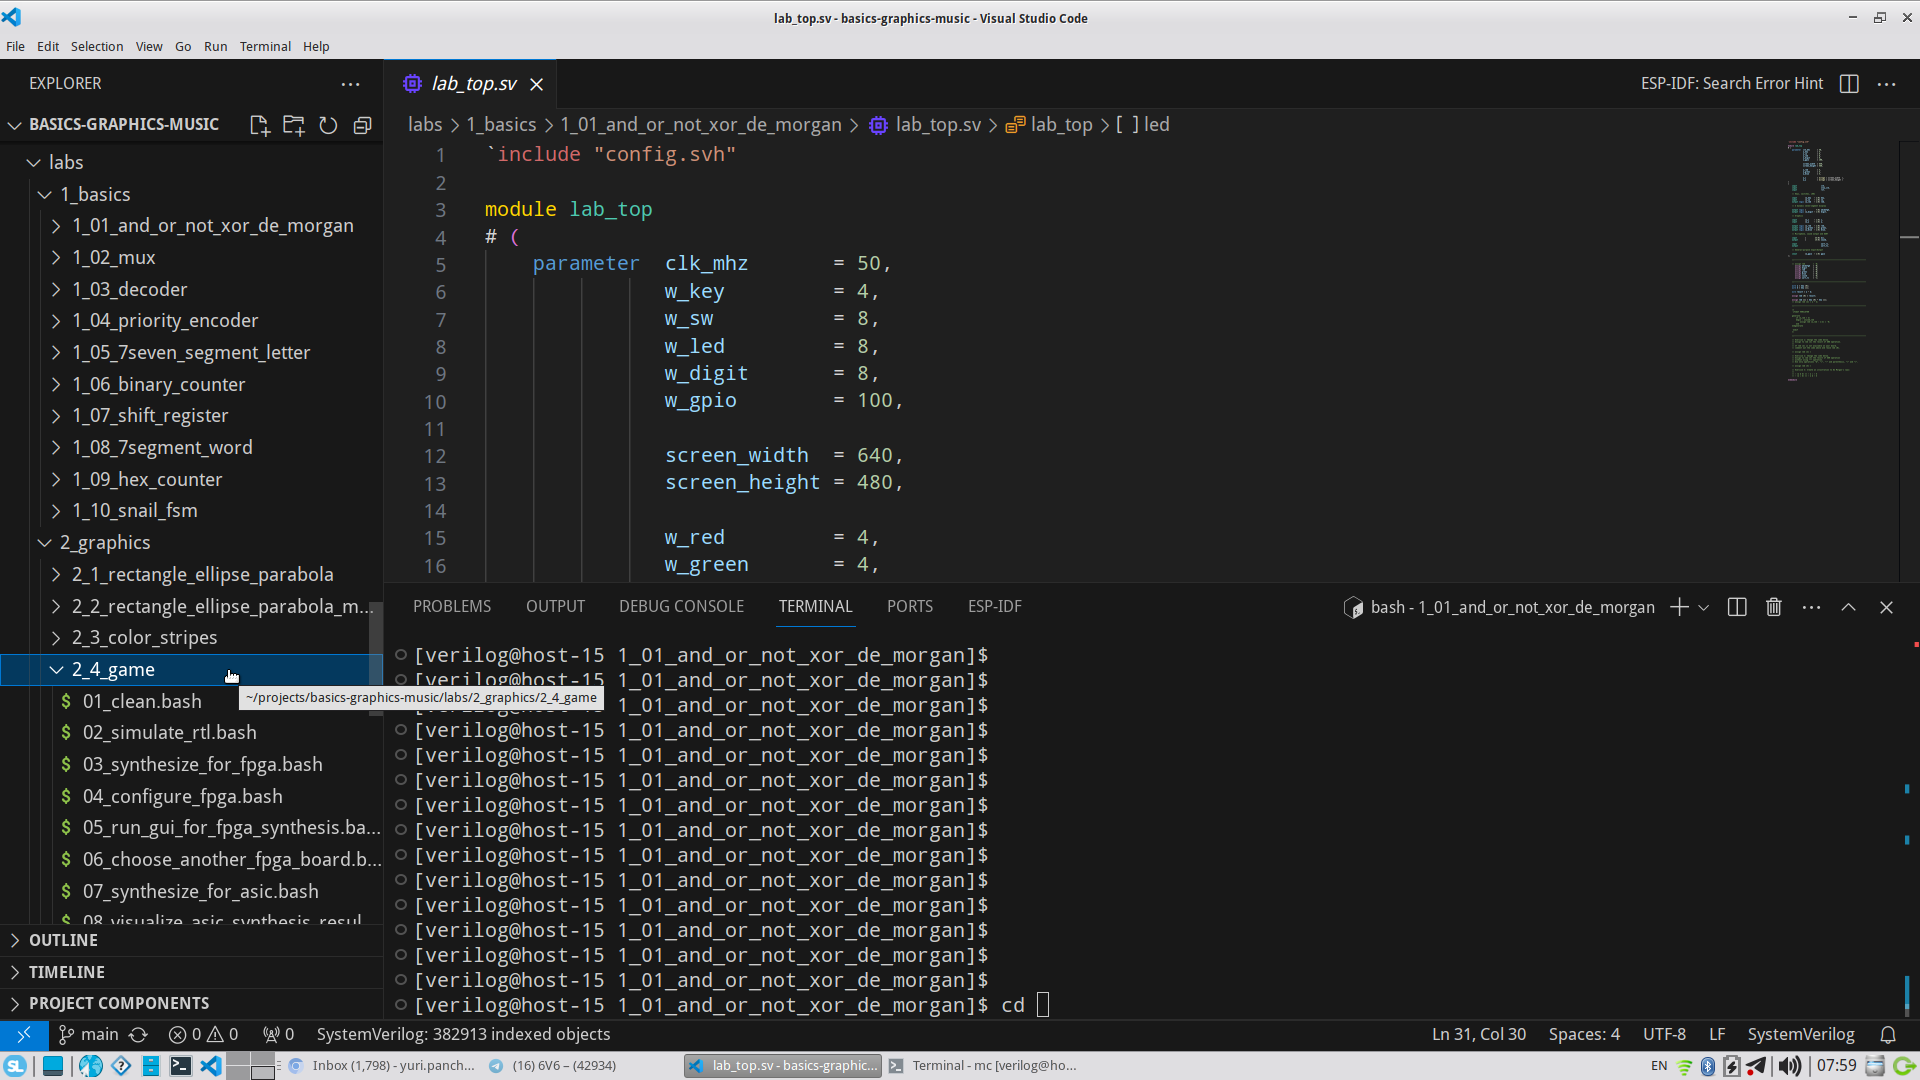 lab_top.sv - basics-graphics-music - Visual Studio Code
File Edit Selection View Go Run Terminal Help
EXPLORER
BASICS-GRAPHICS-MUSIC
labs
1_basics
1_01_and_or_not_xor_de_morgan
1_02_mux
1_03_decoder
1_04_priority_encoder
1_05_7seven_segment_letter
1_06_binary_counter
1_07_shift_register
1_08_7segment_word
1_09_hex_counter
1_10_snail_fsm
2_graphics
2_1_rectangle_ellipse_parabola
2_2_rectangle_ellipse_parabola_m...
2_3_color_stripes
2_4_game
~/projects/basics-graphics-music/labs/2_graphics/2_4_game
$ 01_clean.bash
$ 02_simulate_rtl.bash
$ 03_synthesize_for_fpga.bash
$ 04_configure_fpga.bash
$ 05_run_gui_for_fpga_synthesis.ba...
$ 06_choose_another_fpga_board.b...
$ 07_synthesize_for_asic.bash
$ 08_visualize_asic_synthesis_resul
OUTLINE
TIMELINE
PROJECT COMPONENTS
lab_top.sv
ESP-IDF: Search Error Hint
labs > 1_basics > 1_01_and_or_not_xor_de_morgan > lab_top.sv > lab_top > [ ] led
1 `include "config.svh"
2
3 module lab_top
4 # (
5 parameter clk_mhz = 50,
6 w_key = 4,
7 w_sw = 8,
8 w_led = 8,
9 w_digit = 8,
10 w_gpio = 100,
11
12 screen_width = 640,
13 screen_height = 480,
14
15 w_red = 4,
16 w_green = 4,
PROBLEMS OUTPUT DEBUG CONSOLE TERMINAL PORTS ESP-IDF
bash - 1_01_and_or_not_xor_de_morgan
[verilog@host-15 1_01_and_or_not_xor_de_morgan]$
[verilog@host-15 1_01_and_or_not_xor_de_morgan]$
[verilog@host-15 1_01_and_or_not_xor_de_morgan]$
[verilog@host-15 1_01_and_or_not_xor_de_morgan]$
[verilog@host-15 1_01_and_or_not_xor_de_morgan]$
[verilog@host-15 1_01_and_or_not_xor_de_morgan]$
[verilog@host-15 1_01_and_or_not_xor_de_morgan]$
[verilog@host-15 1_01_and_or_not_xor_de_morgan]$
[verilog@host-15 1_01_and_or_not_xor_de_morgan]$
[verilog@host-15 1_01_and_or_not_xor_de_morgan]$
[verilog@host-15 1_01_and_or_not_xor_de_morgan]$
[verilog@host-15 1_01_and_or_not_xor_de_morgan]$
[verilog@host-15 1_01_and_or_not_xor_de_morgan]$
[verilog@host-15 1_01_and_or_not_xor_de_morgan]$
[verilog@host-15 1_01_and_or_not_xor_de_morgan]$ cd
main 0 0 0 SystemVerilog: 382913 indexed objects
Ln 31, Col 30 Spaces: 4 UTF-8 LF SystemVerilog
Inbox (1,798) - yuri.panch... (16) 6V6 – (42934) lab_top.sv - basics-graphic... Terminal - mc [verilog@ho... EN 07:59